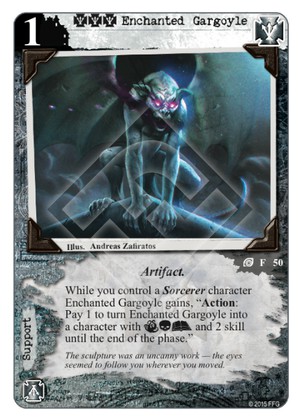 1 Enchanted Gargoyle
Illus. Andreas Zafiratos
F 50
Artifact.
While you control a Sorcerer character
Enchanted Gargoyle gains, “Action:
Pay 1 to turn Enchanted Gargoyle into
a character with and 2 skill
until the end of the phase.”
The sculpture was an uncanny work — the eyes
seemed to follow you wherever you moved.
Support
© 2015 FFG